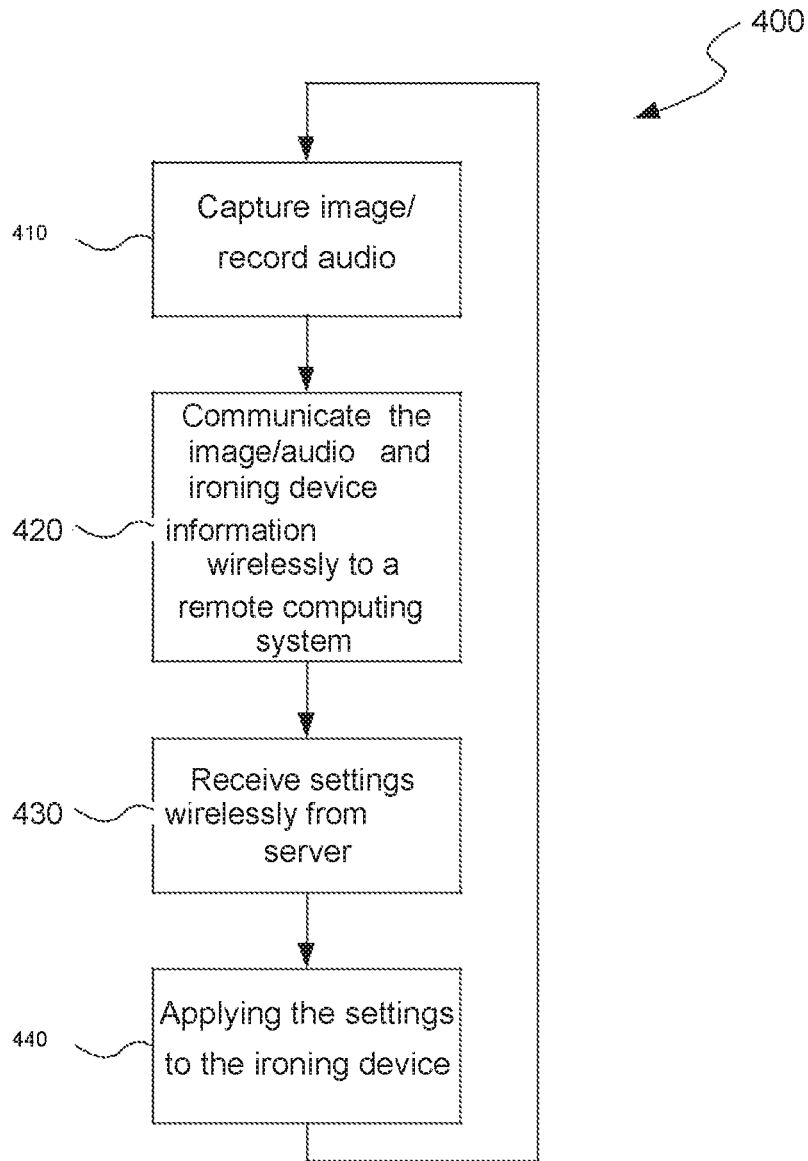 400
Capture image/
410
record audio
Communicate the
image/audio and
ironing device
420
information
wirelessly to a
remote computing
system
Receive settings
430
wirelessly from
server
Applying the settings
440
to the ironing device